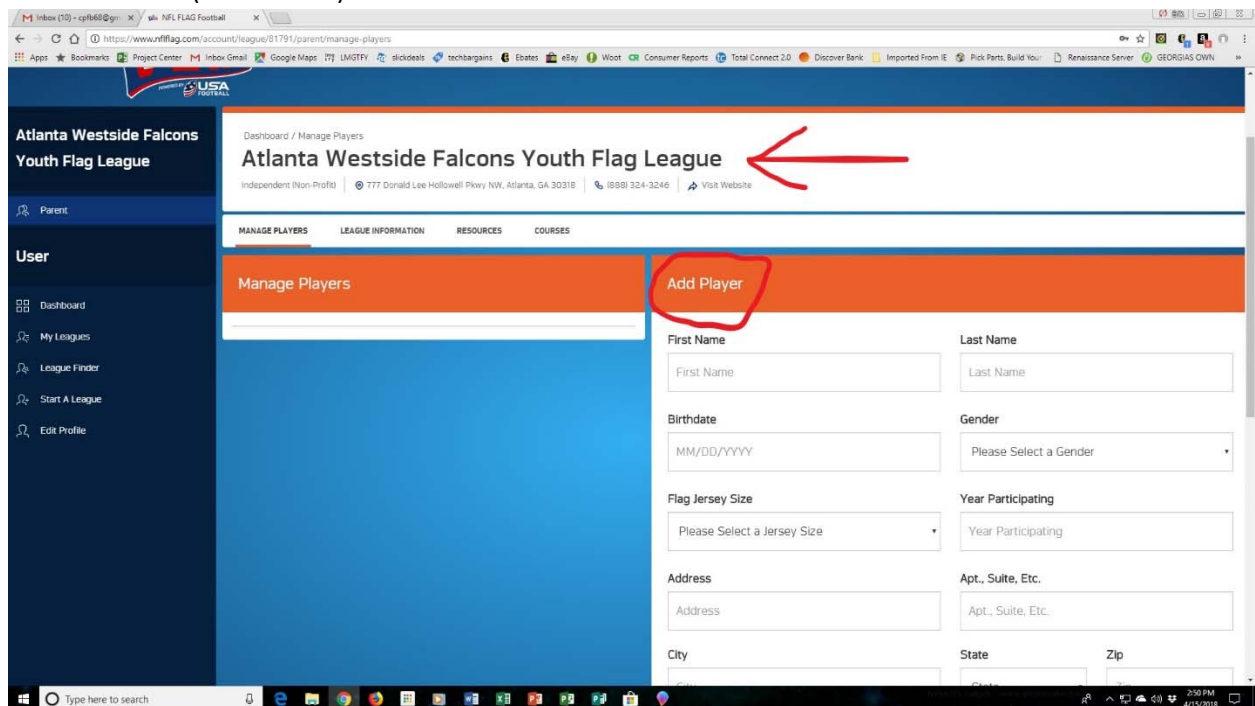 Inbox (10) - cpfb68@gm
NFL FLAG Football
https://www.nflflag.com/account/league/81791/parent/manage-players
Apps Bookmarks Project Center Inbox Gmail Google Maps LMGTFY slickdeals techbargains Ebates eBay Woot Consumer Reports Total Connect 2.0 Discover Bank Imported From IE Pick Parts, Build Your Renaissance Server GEORGIAS OWN »
POWERED BY USA FOOTBALL
Atlanta Westside Falcons
Youth Flag League
Parent
User
Dashboard
My Leagues
League Finder
Start A League
Edit Profile
Dashboard / Manage Players
Atlanta Westside Falcons Youth Flag League
Independent (Non-Profit) 777 Donald Lee Hollowell Pkwy NW, Atlanta, GA 30318 (888) 324-3246 Visit Website
MANAGE PLAYERS LEAGUE INFORMATION RESOURCES COURSES
Manage Players
Add Player
First Name Last Name
First Name Last Name
Birthdate Gender
MM/DD/YYYY Please Select a Gender
Flag Jersey Size Year Participating
Please Select a Jersey Size Year Participating
Address Apt., Suite, Etc.
Address Apt., Suite, Etc.
City State Zip
City State Zip
Type here to search
2:50 PM
4/15/2018